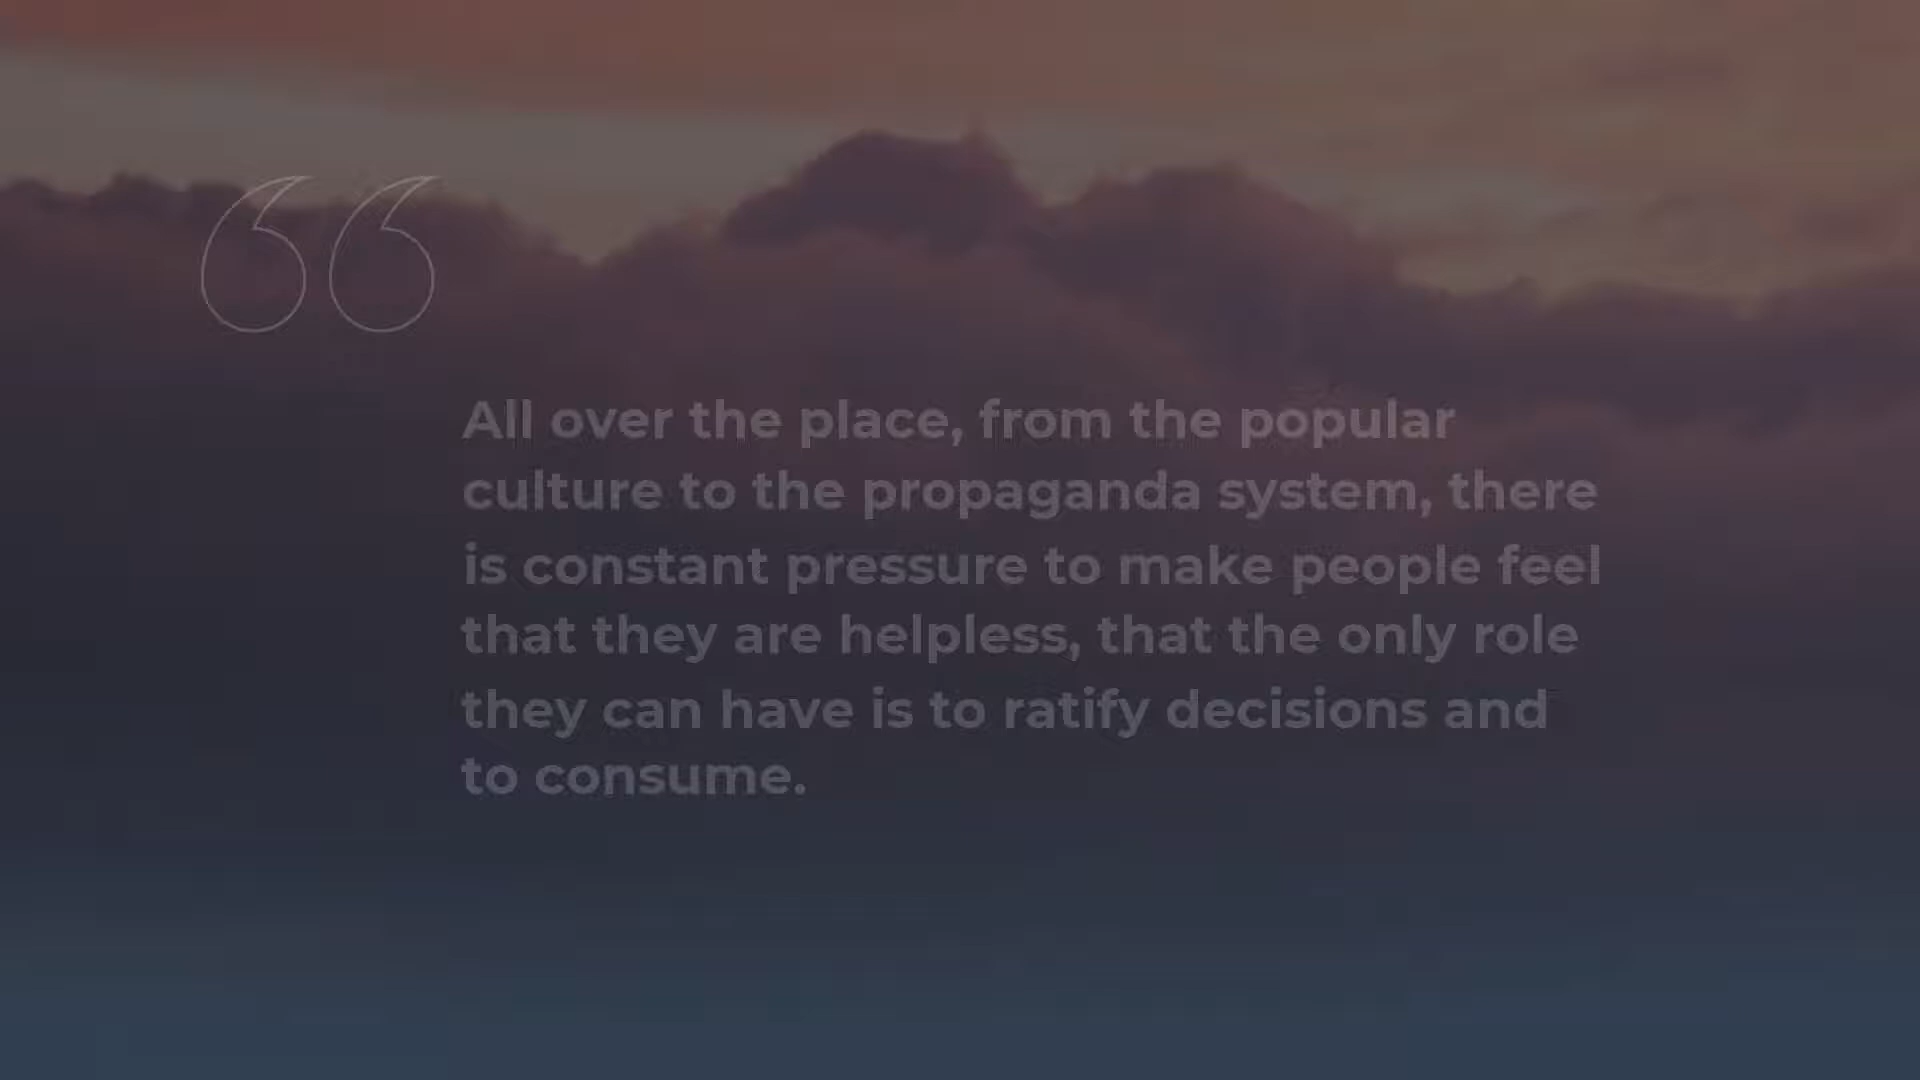 “
All over the place, from the popular
culture to the propaganda system, there
is constant pressure to make people feel
that they are helpless, that the only role
they can have is to ratify decisions and
to consume.